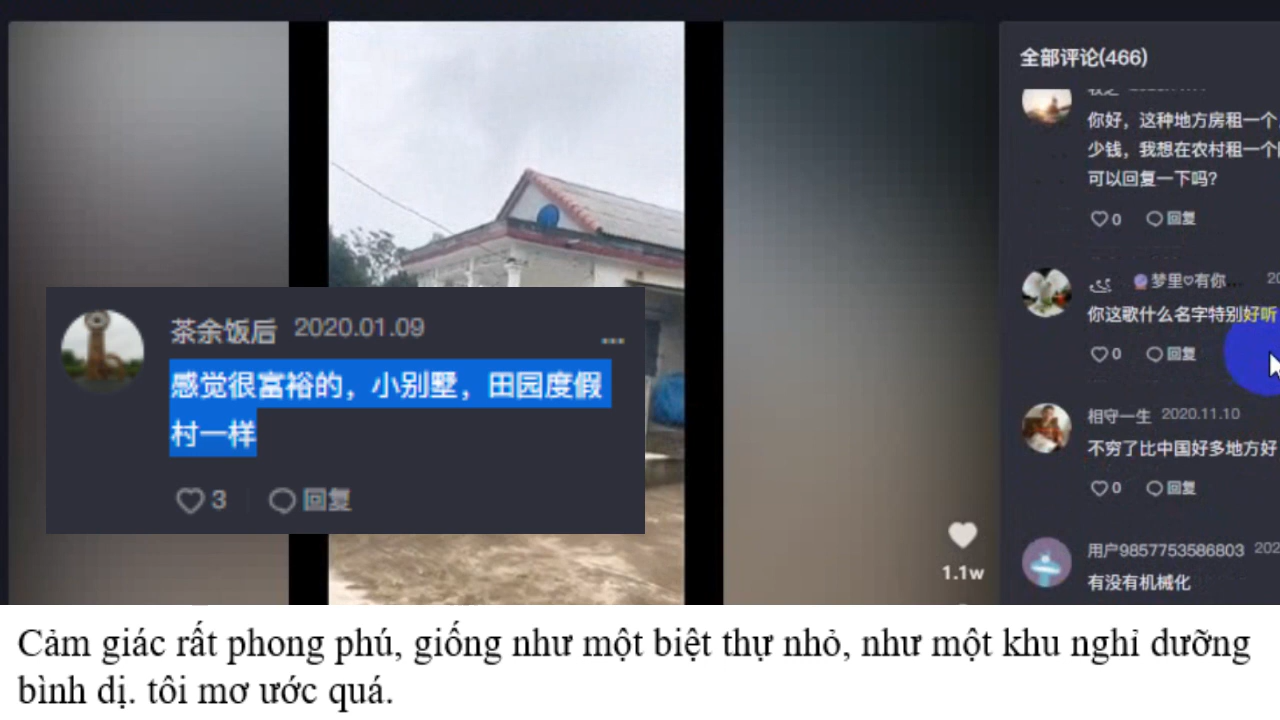 全部评论(466)
你好，这种地方房租一个
少钱，我想在农村租一个
可以回复一下吗?
0 回复
梦里♡有你...
你这歌什么名字特别好听
0 回复
相守一生 2020.11.10
不穷了比中国好多地方好
0 回复
用户9857753586803 202
有没有机械化
1.1w
茶余饭后 2020.01.09
...
感觉很富裕的，小别墅，田园度假
村一样
3 回复
Cảm giác rất phong phú, giống như một biệt thự nhỏ, như một khu nghỉ dưỡng
bình dị. tôi mơ ước quá.